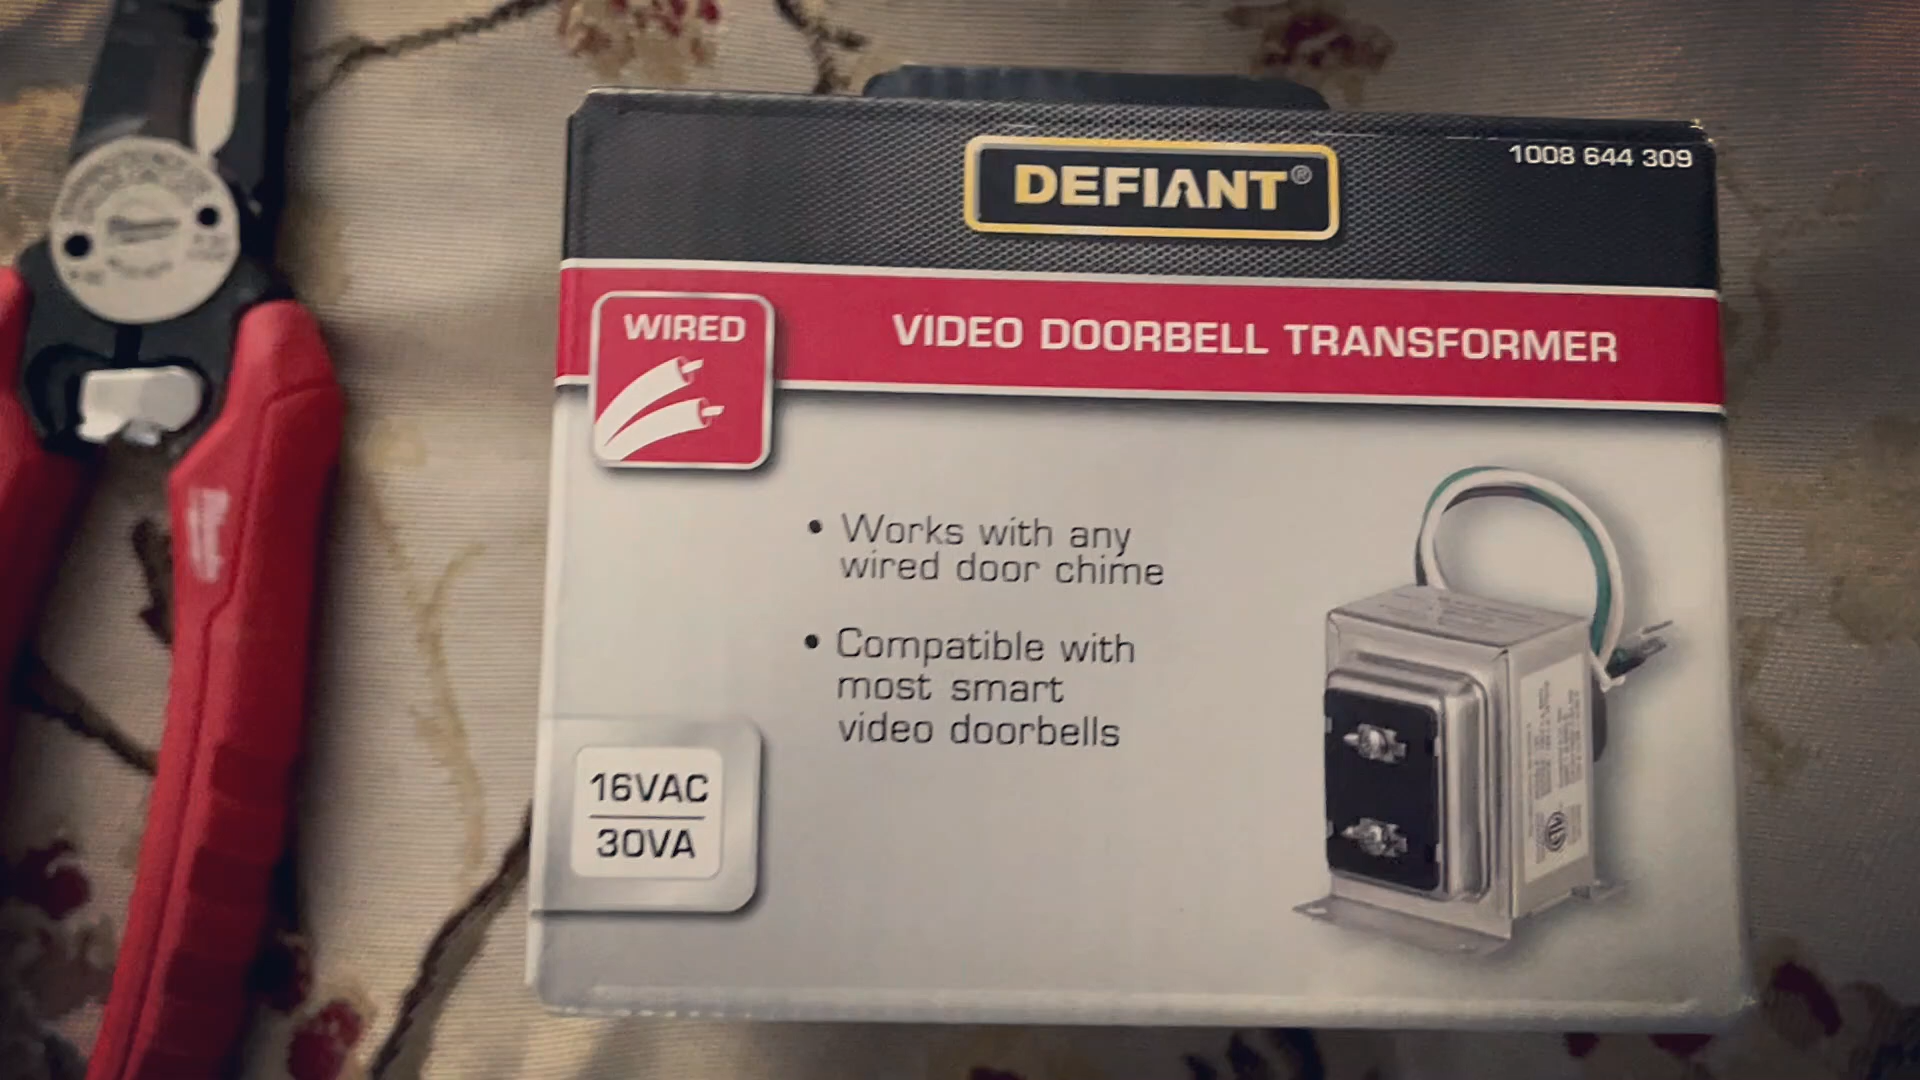 DEFIANT®
1008 644 309
WIRED
VIDEO DOORBELL TRANSFORMER
• Works with any
wired door chime
• Compatible with
most smart
video doorbells
16VAC
30VA
Milwaukee